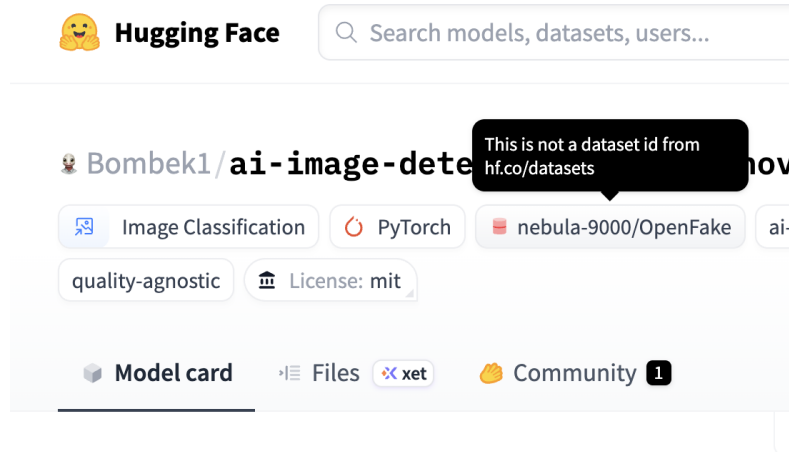 Hugging Face
Search models, datasets, users...
This is not a dataset id from
hf.co/datasets
Bombek1/ai-image-dete
Image Classification
PyTorch
nebula-9000/OpenFake
ai-
quality-agnostic
License: mit
Model card
Files
xet
Community 1